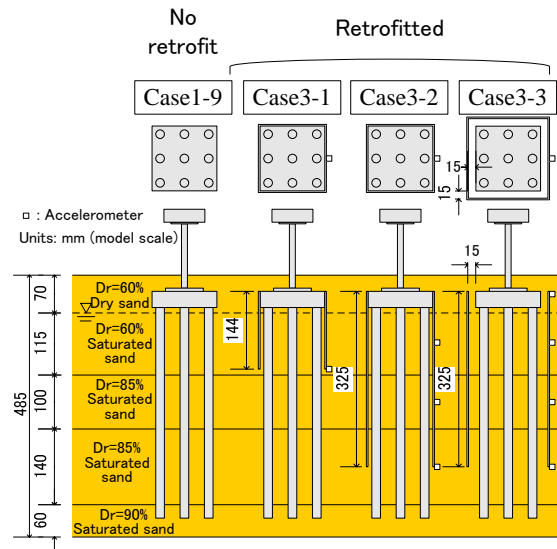 No
retrofit
Retrofitted
Case1-9
Case3-1
Case3-2
Case3-3
15
15
: Accelerometer
Units: mm (model scale)
15
70
Dr=60%
Dry sand
115
Dr=60%
Saturated
sand
144
325
325
485
100
Dr=85%
Saturated
sand
140
Dr=85%
Saturated
sand
60
Dr=90%
Saturated sand